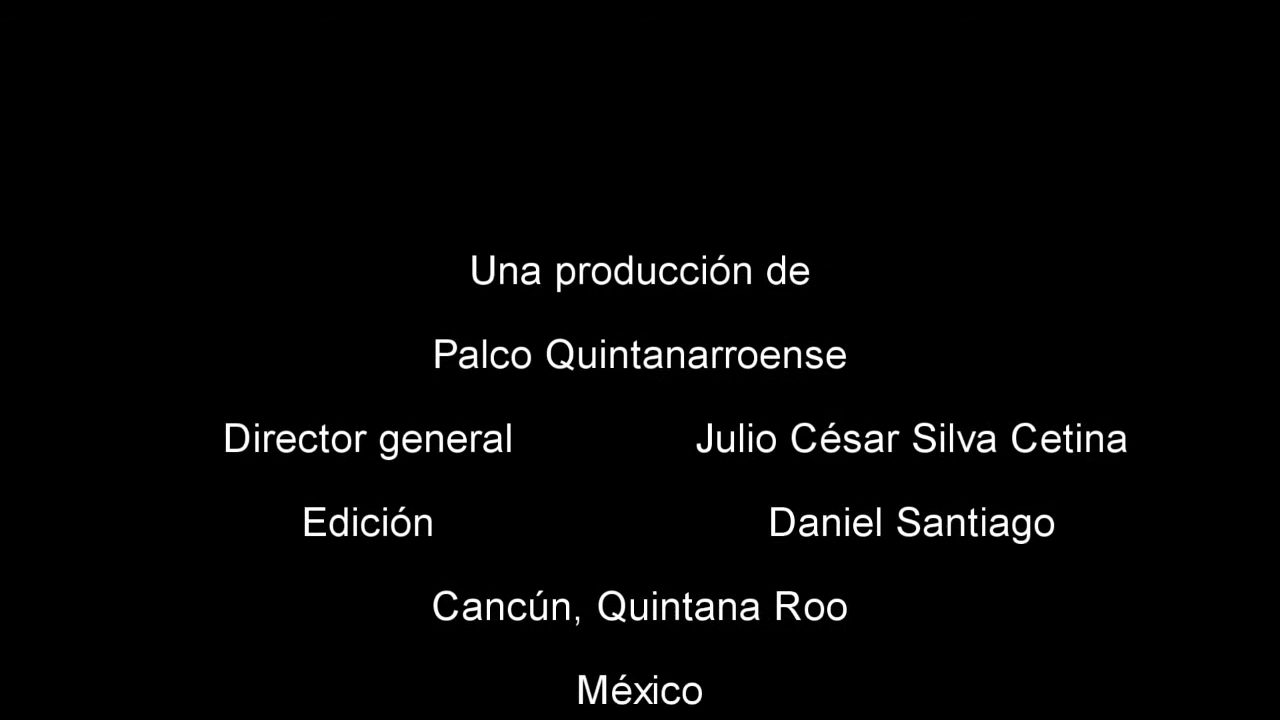 Una producción de
Palco Quintanarroense
Director general Julio César Silva Cetina
Edición Daniel Santiago
Cancún, Quintana Roo
México